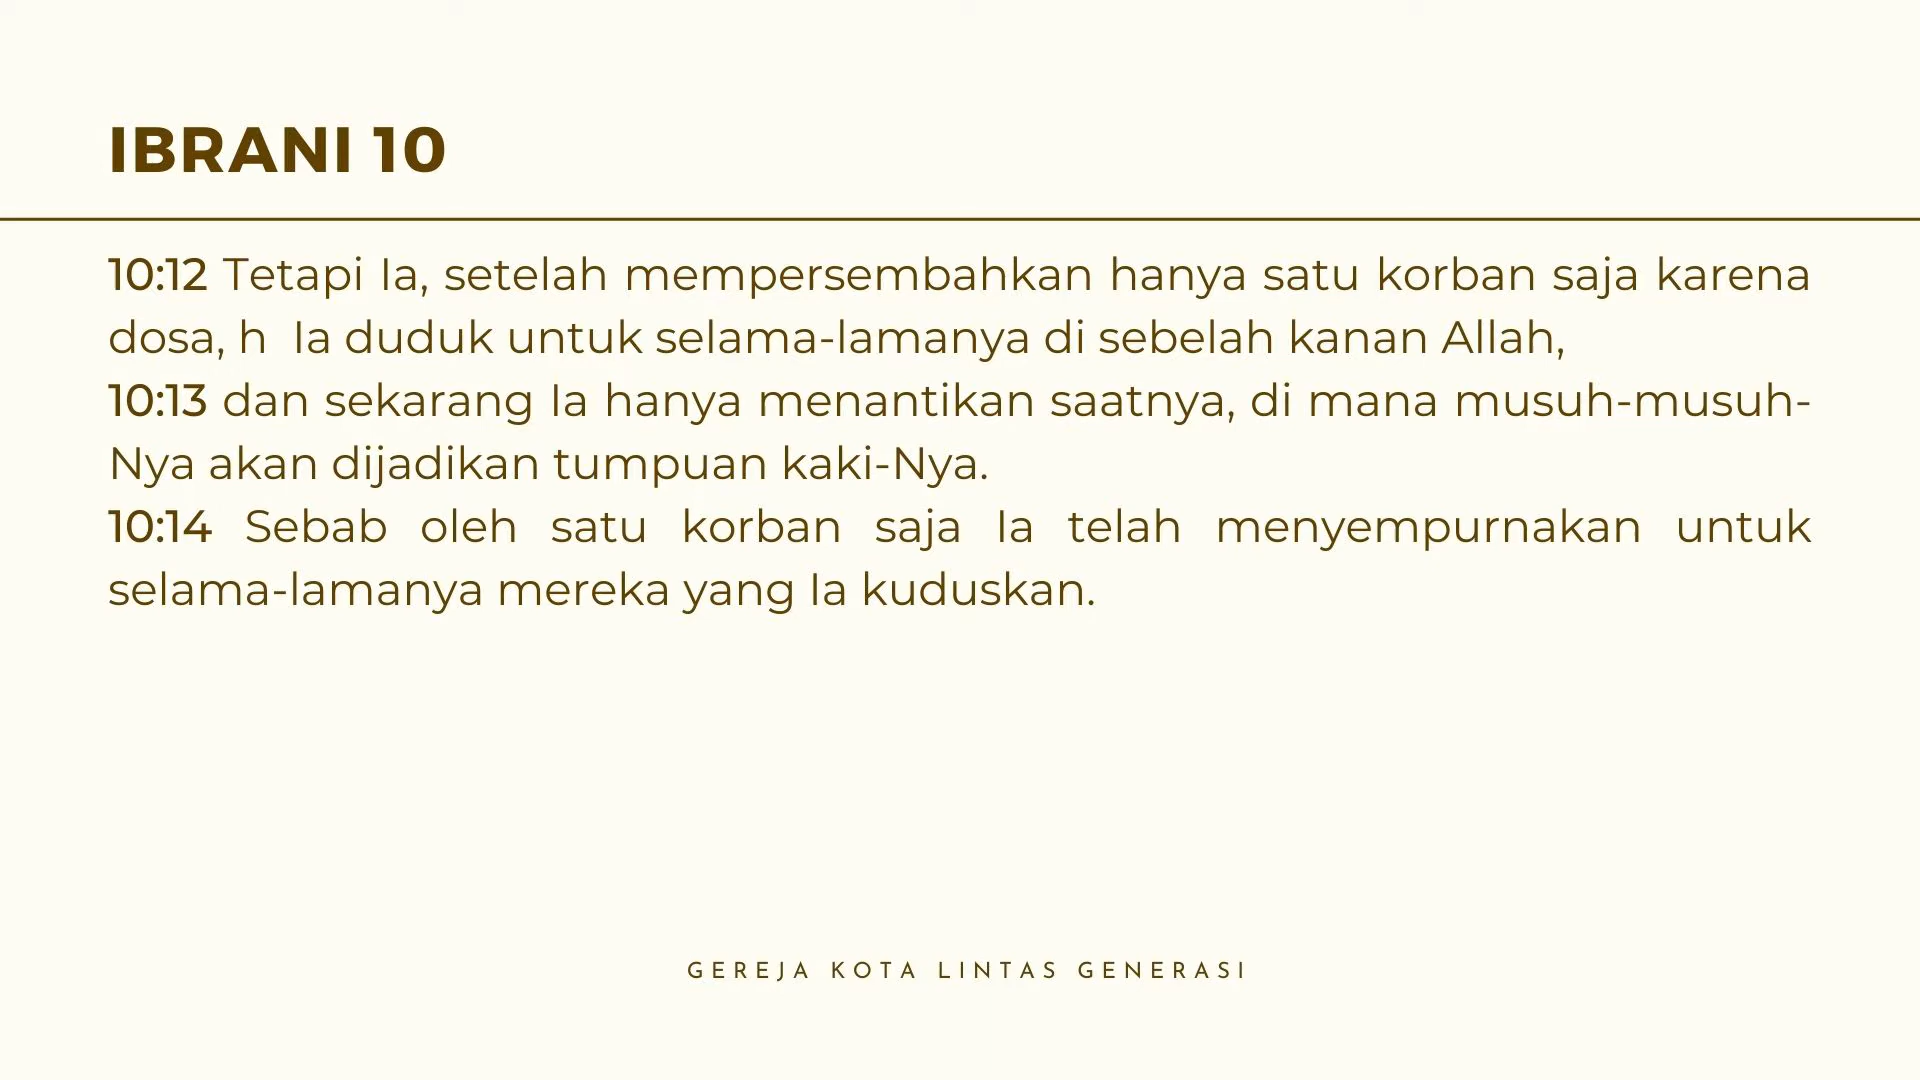 IBRANI 10
10:12 Tetapi Ia, setelah mempersembahkan hanya satu korban saja karena
dosa, h  Ia duduk untuk selama-lamanya di sebelah kanan Allah,
10:13 dan sekarang Ia hanya menantikan saatnya, di mana musuh-musuh-
Nya akan dijadikan tumpuan kaki-Nya.
10:14 Sebab oleh satu korban saja Ia telah menyempurnakan untuk
selama-lamanya mereka yang Ia kuduskan.
GEREJA KOTA LINTAS GENERASI